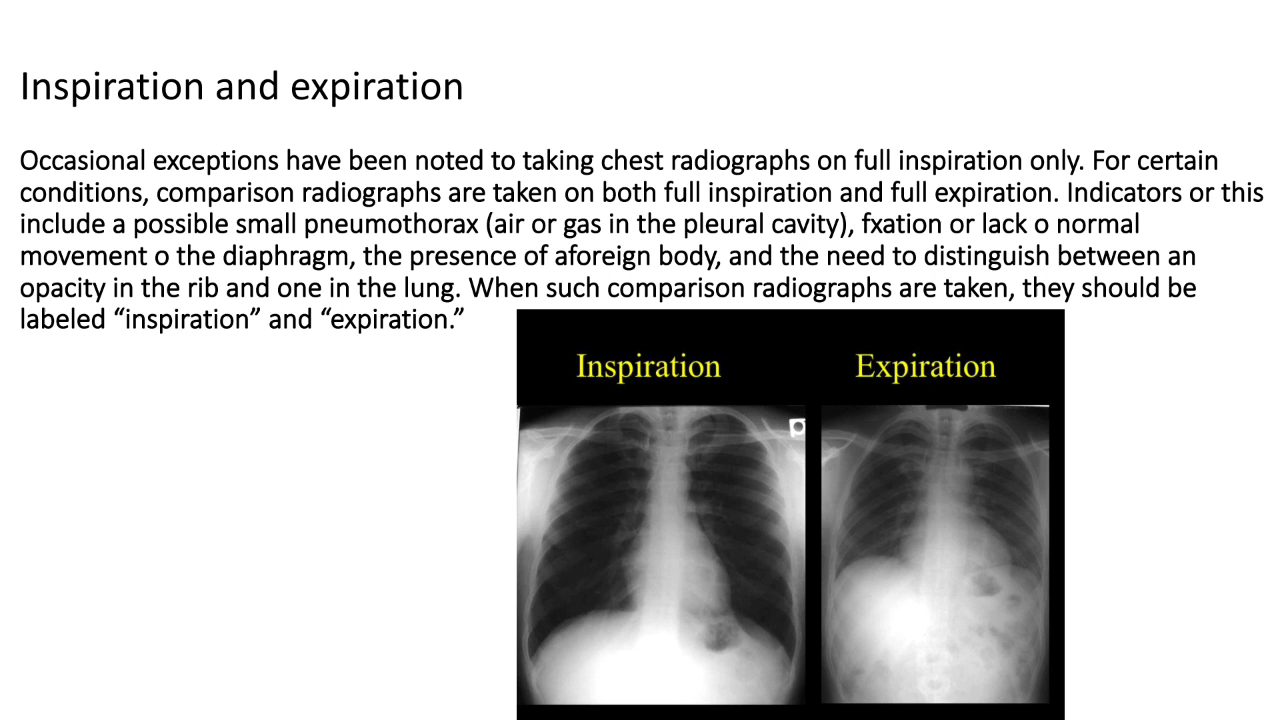 Inspiration and expiration
Occasional exceptions have been noted to taking chest radiographs on full inspiration only. For certain
conditions, comparison radiographs are taken on both full inspiration and full expiration. Indicators or this
include a possible small pneumothorax (air or gas in the pleural cavity), fxation or lack o normal
movement o the diaphragm, the presence of aforeign body, and the need to distinguish between an
opacity in the rib and one in the lung. When such comparison radiographs are taken, they should be
labeled “inspiration” and “expiration.”
Inspiration
Expiration